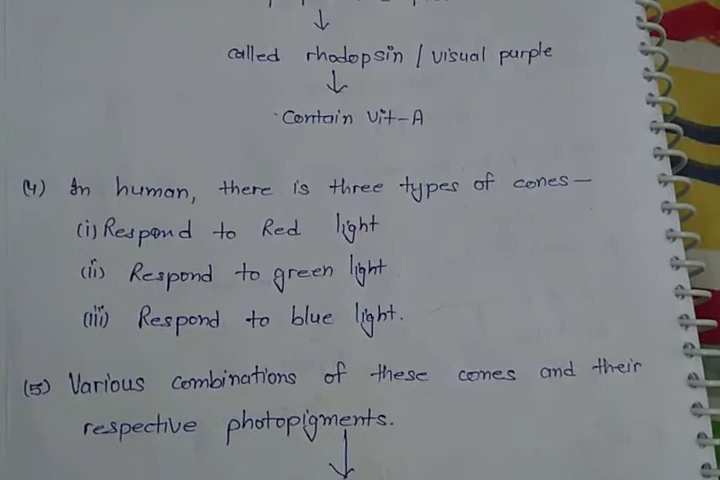 ↓
called rhodopsin / visual purple
↓
Contain Vit-A
(4) In human, there is three types of cones—
(i) Respond to Red light
(ii) Respond to green light
(iii) Respond to blue light.
(5) Various combinations of these cones and their
respective photopigments.
↓